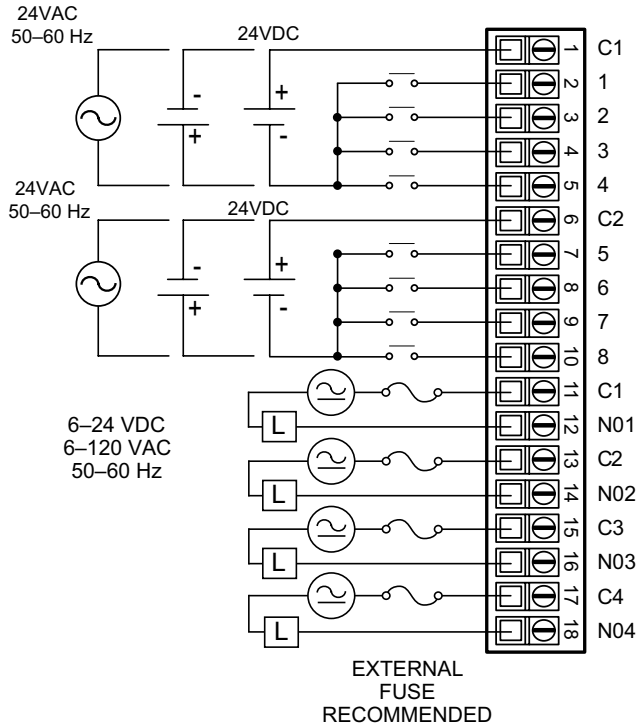 24VAC
50–60 Hz
24VDC
-
+
+
-
1 C1
2 1
3 2
4 3
5 4
24VAC
50–60 Hz
24VDC
-
+
+
-
6 C2
7 5
8 6
9 7
10 8
11 C1
L
12 N01
6–24 VDC
6–120 VAC
50–60 Hz
13 C2
L
14 N02
15 C3
L
16 N03
17 C4
L
18 N04
EXTERNAL
FUSE
RECOMMENDED